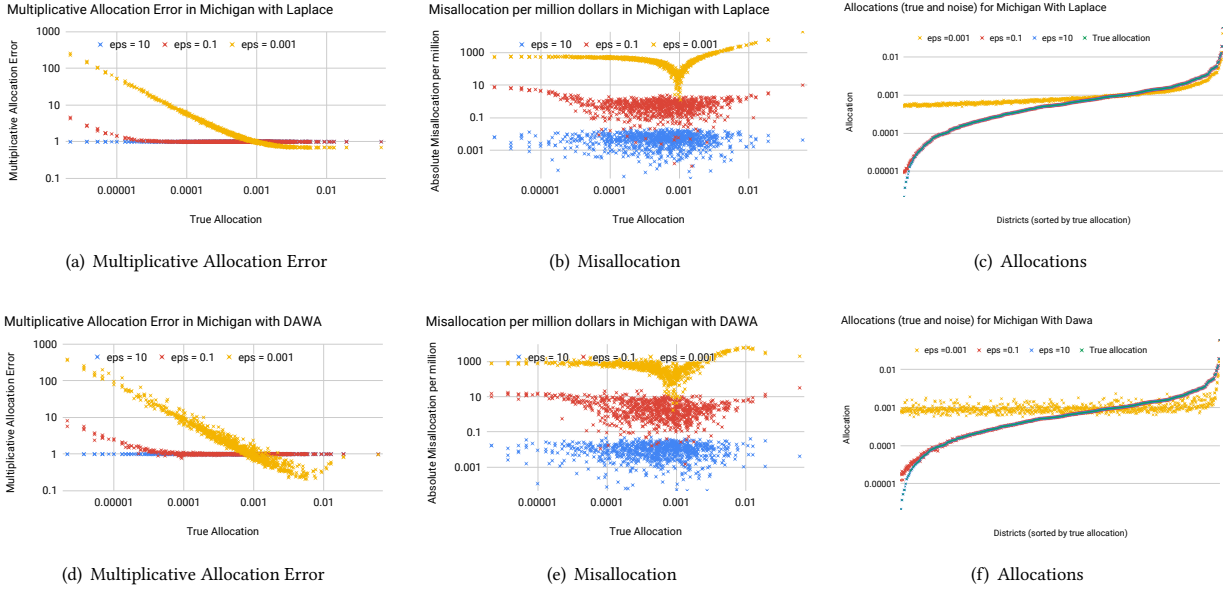 Multiplicative Allocation Error in Michigan with Laplace
1000
100
10
1
0.1
Multiplicative Allocation Error
eps = 10 eps = 0.1 eps = 0.001
0.00001 0.0001 0.001 0.01
True Allocation
(a) Multiplicative Allocation Error
Misallocation per million dollars in Michigan with Laplace
1000
10
0.1
0.001
Absolute Misallocation per million
eps = 10 eps = 0.1 eps = 0.001
0.00001 0.0001 0.001 0.01
True Allocation
(b) Misallocation
Allocations (true and noise) for Michigan With Laplace
eps =0.001 eps =0.1 eps =10 True allocation
0.01
0.001
0.0001
0.00001
Allocation
Districts (sorted by true allocation)
(c) Allocations
Multiplicative Allocation Error in Michigan with DAWA
1000
100
10
1
0.1
Multiplicative Allocation Error
eps = 10 eps = 0.1 eps = 0.001
0.00001 0.0001 0.001 0.01
True Allocation
(d) Multiplicative Allocation Error
Misallocation per million dollars in Michigan with DAWA
1000
10
0.1
0.001
Absolute Misallocation per million
eps = 10 eps = 0.1 eps = 0.001
0.00001 0.0001 0.001 0.01
True Allocation
(e) Misallocation
Allocations (true and noise) for Michigan With Dawa
eps =0.001 eps =0.1 eps =10 True allocation
0.01
0.001
0.0001
0.00001
Allocation
Districts (sorted by true allocation)
(f) Allocations